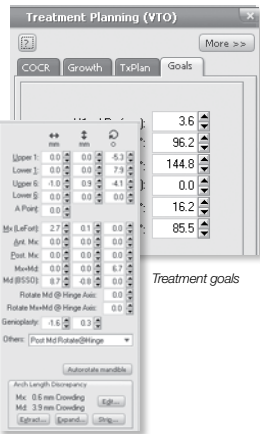 Treatment Planning (VTO)
More >>
COCR Growth TxPlan Goals
3.6
96.2
144.8
0.0
16.2
85.5
Treatment goals
Upper 1: 0.0 0.0 -5.3
Lower 1: 0.0 0.0 7.9
Upper 6: -1.0 0.9 -4.1
Lower 6: 0.0 0.0 0.0
A Point: 0.0
Mx (LeFort): 2.7 0.1 0.0
Ant. Mx: 0.0 0.0 0.0
Post. Mx: 0.0 0.0 0.0
Mx+Md: 0.0 0.0 6.7
Md (BSSO): 8.7 -0.8 0.0
Rotate Md @ Hinge Axis: 0.0
Rotate Mx+Md @ Hinge Axis: 0.0
Genioplasty: -1.6 0.3
Others: Post Md:Rotate@Hinge
Autorotate mandible
Arch Length Discrepancy
Mx: 0.6 mm Crowding
Md: 3.9 mm Crowding
Edit...
Extract... Expand... Strip...